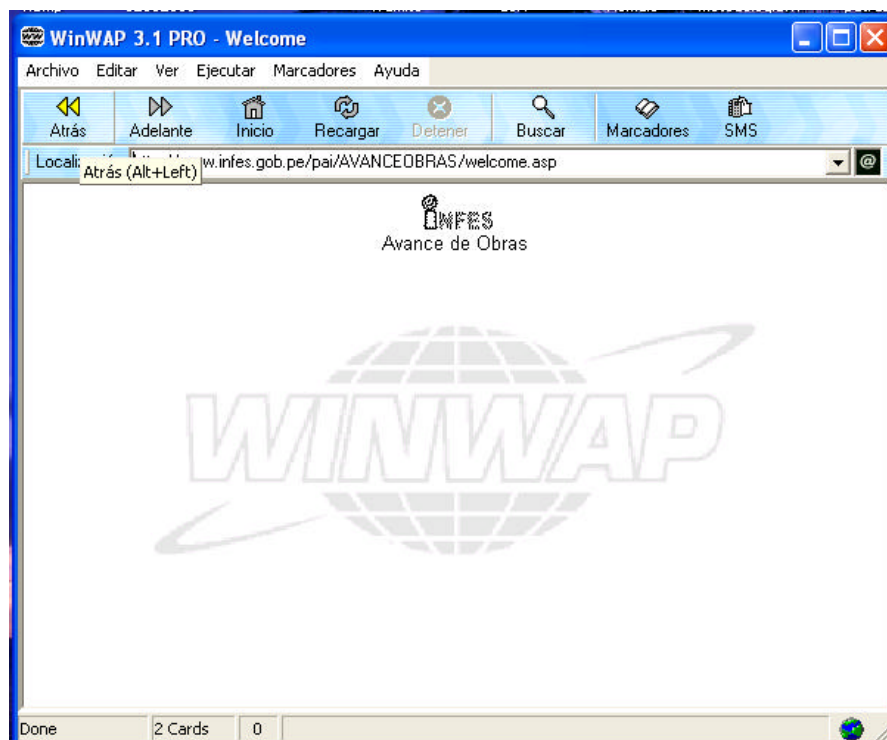 WinWAP 3.1 PRO - Welcome
Archivo Editar Ver Ejecutar Marcadores Ayuda
Atrás Adelante Inicio Recargar Detener Buscar Marcadores SMS
w.infes.gob.pe/pai/AVANCEOBRAS/welcome.asp @
Atrás (Alt+Left)
INFES
Avance de Obras
WINWAP
Done 2 Cards 0